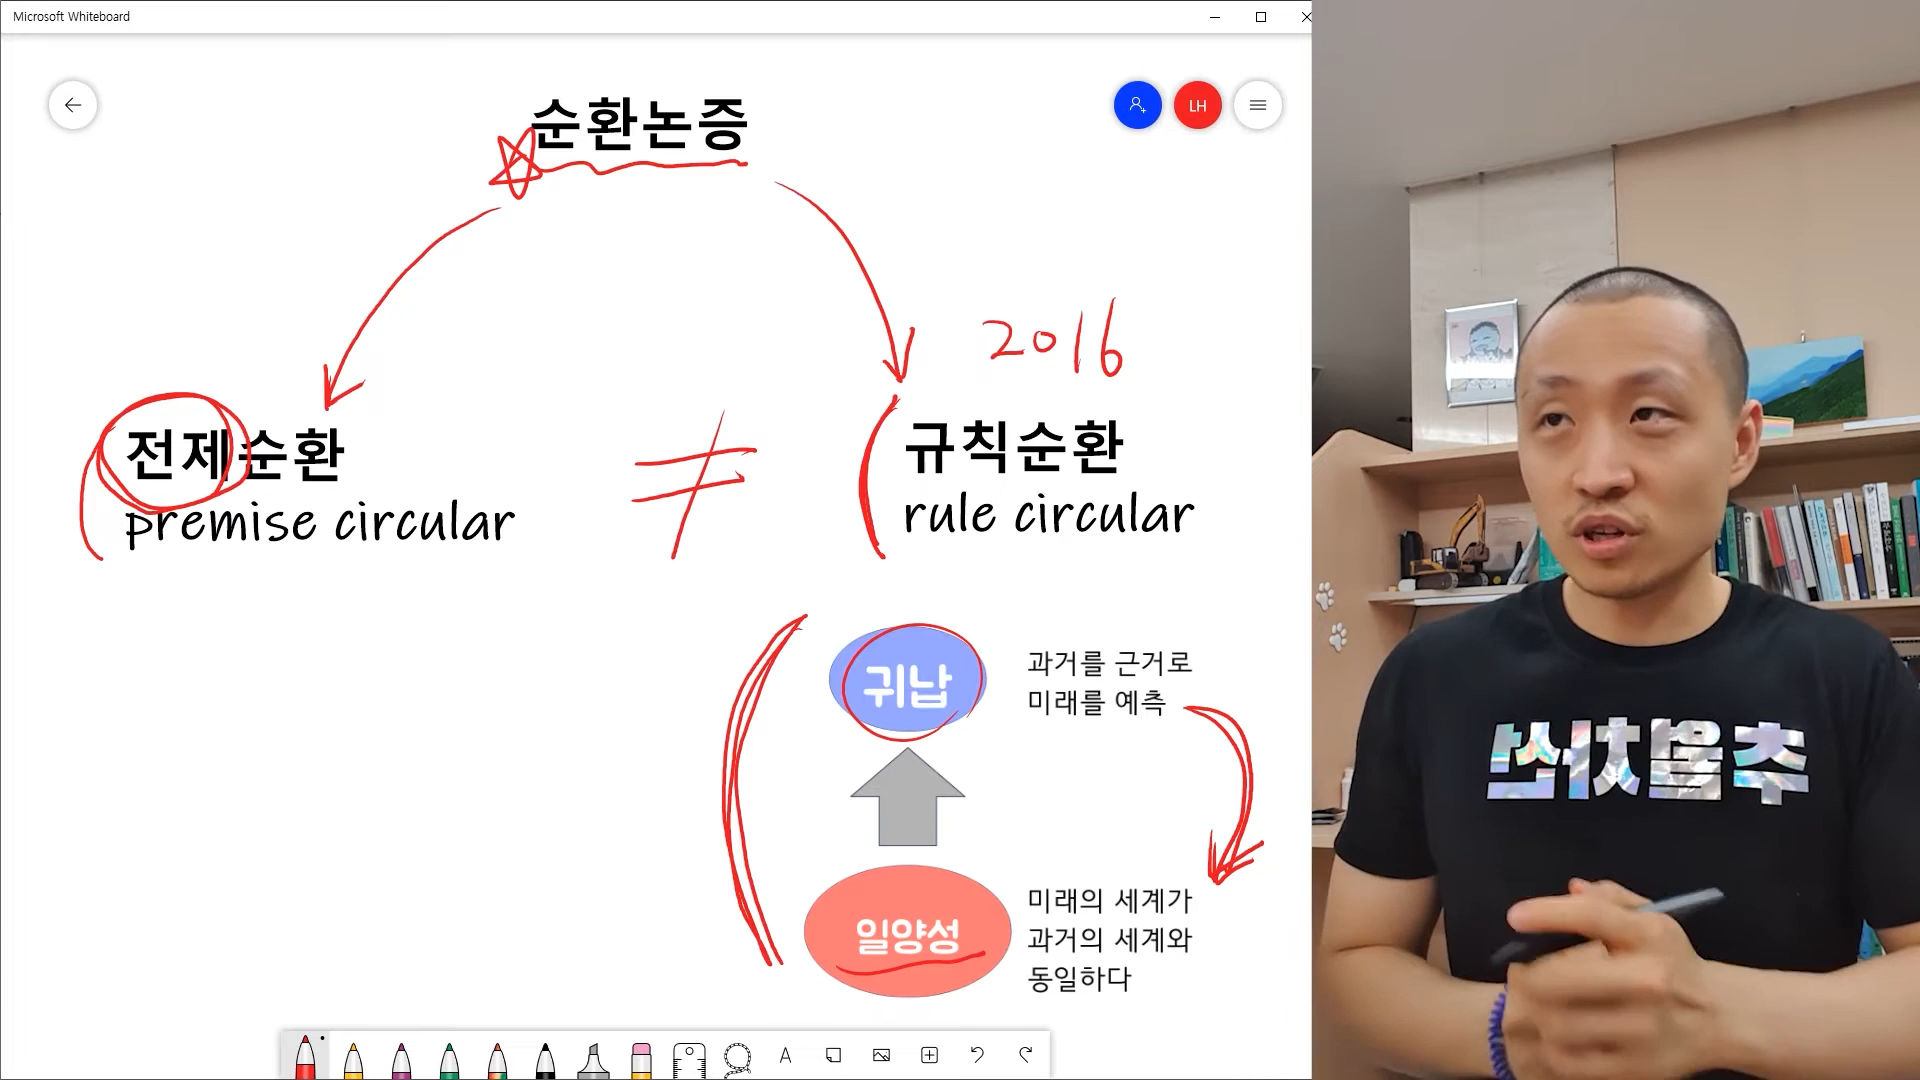 Microsoft Whiteboard
순환논증
LH
2016
전제순환
premise circular
≠
규칙순환
rule circular
귀납
과거를 근거로
미래를 예측
일양성
미래의 세계가
과거의 세계와
동일하다
A